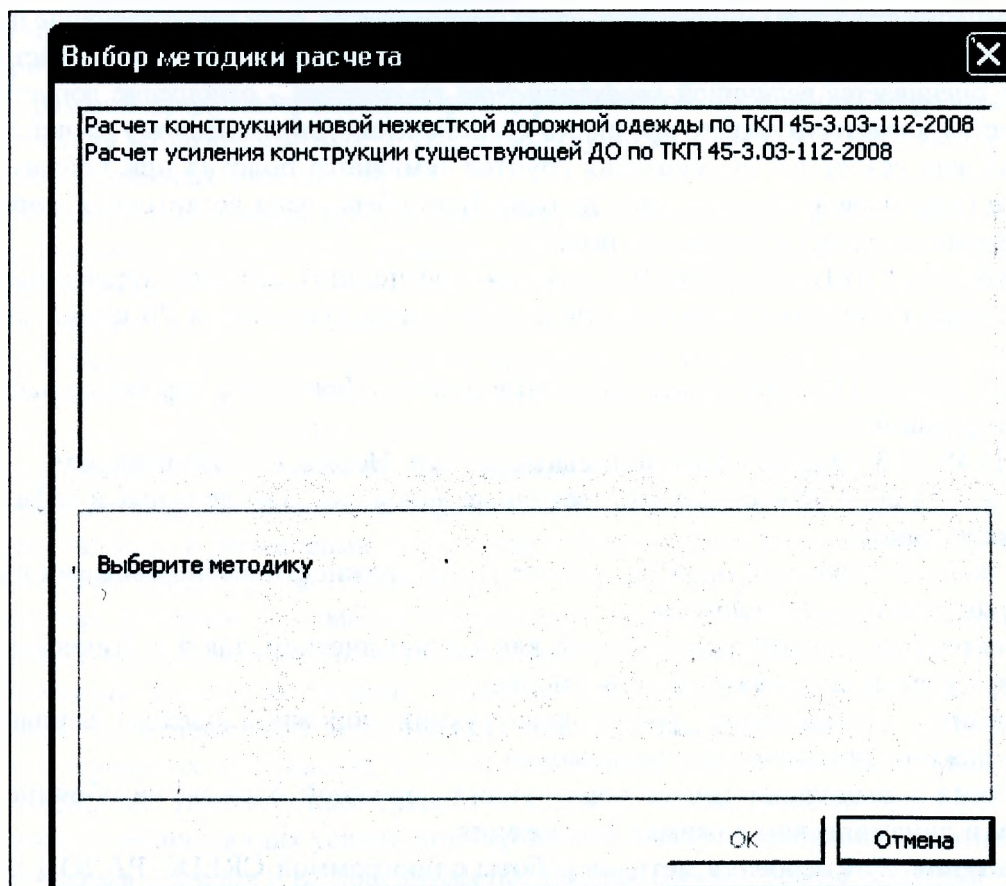 Выбор методики расчета
Расчет конструкции новой нежесткой дорожной одежды по ТКП 45-3.03-112-2008
Расчет усиления конструкции существующей ДО по ТКП 45-3.03-112-2008
Выберите методику
ОК
Отмена